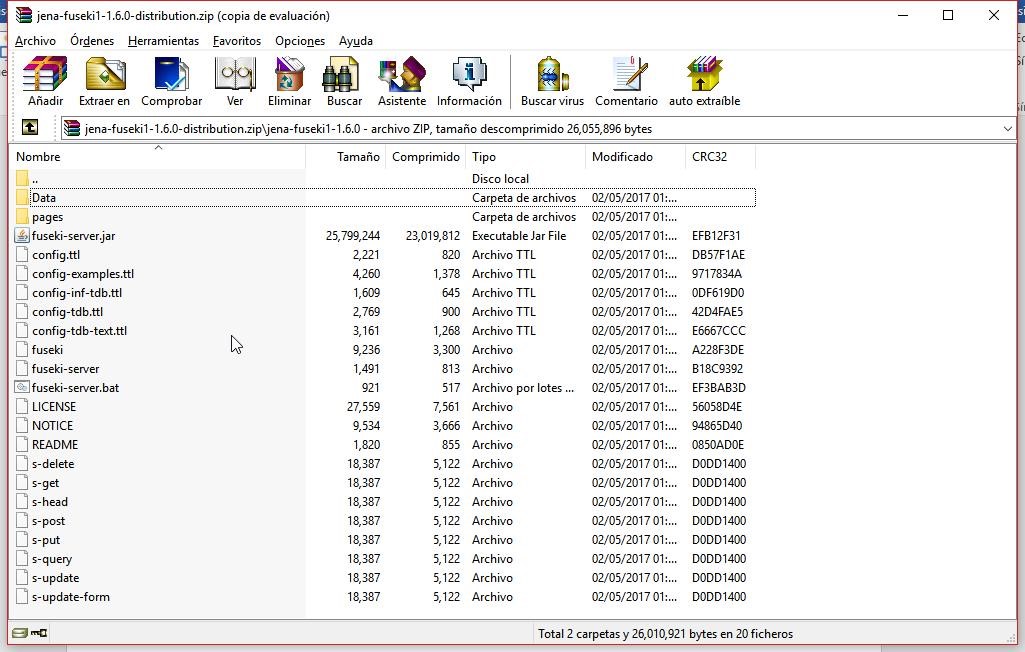 jena-fuseki1-1.6.0-distribution.zip (copia de evaluación)
Archivo Órdenes Herramientas Favoritos Opciones Ayuda
Añadir Extraer en Comprobar Ver Eliminar Buscar Asistente Información Buscar virus Comentario auto extraíble
jena-fuseki1-1.6.0-distribution.zip\jena-fuseki1-1.6.0 - archivo ZIP, tamaño descomprimido 26,055,896 bytes
Nombre Tamaño Comprimido Tipo Modificado CRC32
.. Disco local
Data Carpeta de archivos 02/05/2017 01:...
pages Carpeta de archivos 02/05/2017 01:...
fuseki-server.jar 25,799,244 23,019,812 Executable Jar File 02/05/2017 01:... EFB12F31
config.ttl 2,221 820 Archivo TTL 02/05/2017 01:... DB57F1AE
config-examples.ttl 4,260 1,378 Archivo TTL 02/05/2017 01:... 9717834A
config-inf-tdb.ttl 1,609 645 Archivo TTL 02/05/2017 01:... 0DF619D0
config-tdb.ttl 2,769 900 Archivo TTL 02/05/2017 01:... 42D4FAE5
config-tdb-text.ttl 3,161 1,268 Archivo TTL 02/05/2017 01:... E6667CCC
fuseki 9,236 3,300 Archivo 02/05/2017 01:... A228F3DE
fuseki-server 1,491 813 Archivo 02/05/2017 01:... B18C9392
fuseki-server.bat 921 517 Archivo por lotes ... 02/05/2017 01:... EF3BAB3D
LICENSE 27,559 7,561 Archivo 02/05/2017 01:... 56058D4E
NOTICE 9,534 3,666 Archivo 02/05/2017 01:... 94865D40
README 1,820 855 Archivo 02/05/2017 01:... 0850AD0E
s-delete 18,387 5,122 Archivo 02/05/2017 01:... D0DD1400
s-get 18,387 5,122 Archivo 02/05/2017 01:... D0DD1400
s-head 18,387 5,122 Archivo 02/05/2017 01:... D0DD1400
s-post 18,387 5,122 Archivo 02/05/2017 01:... D0DD1400
s-put 18,387 5,122 Archivo 02/05/2017 01:... D0DD1400
s-query 18,387 5,122 Archivo 02/05/2017 01:... D0DD1400
s-update 18,387 5,122 Archivo 02/05/2017 01:... D0DD1400
s-update-form 18,387 5,122 Archivo 02/05/2017 01:... D0DD1400
Total 2 carpetas y 26,010,921 bytes en 20 ficheros